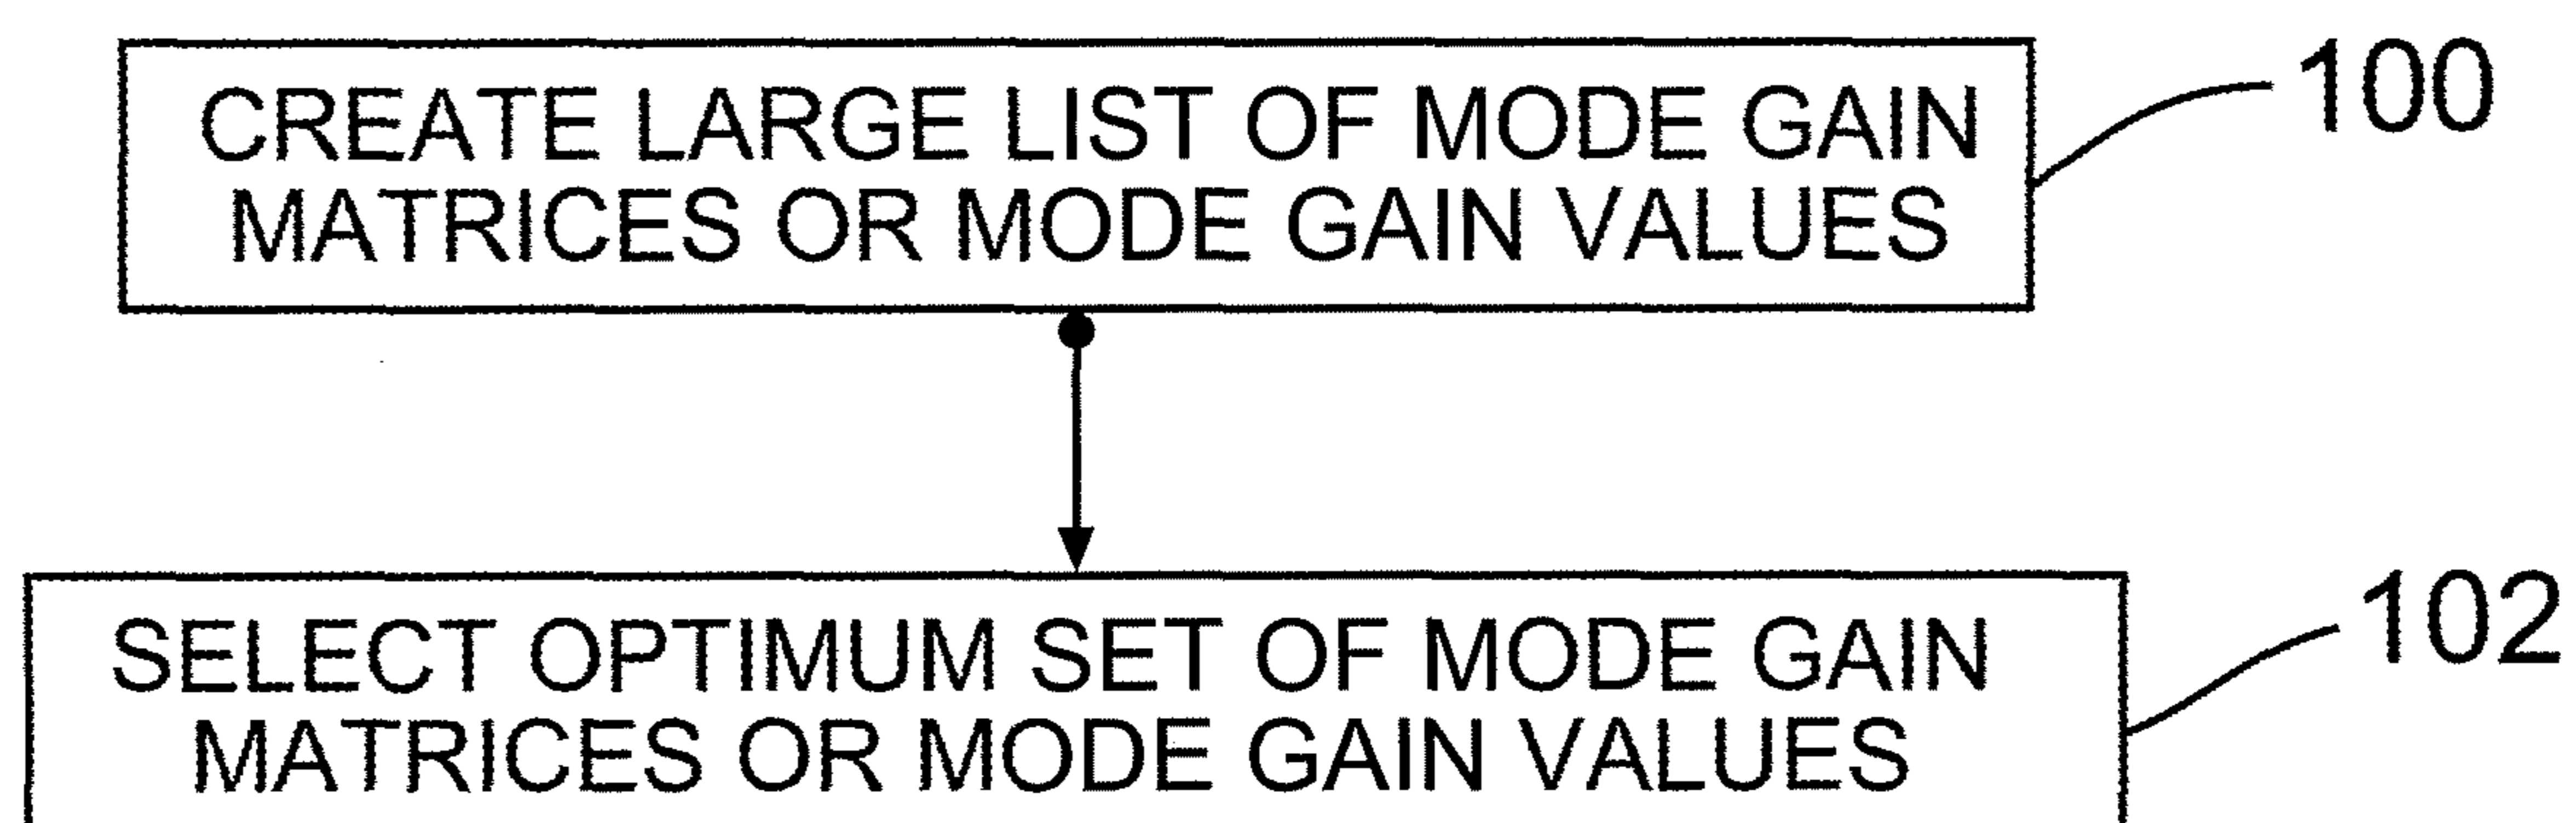 CREATE LARGE LIST OF MODE GAIN
MATRICES OR MODE GAIN VALUES
100
SELECT OPTIMUM SET OF MODE GAIN
MATRICES OR MODE GAIN VALUES
102